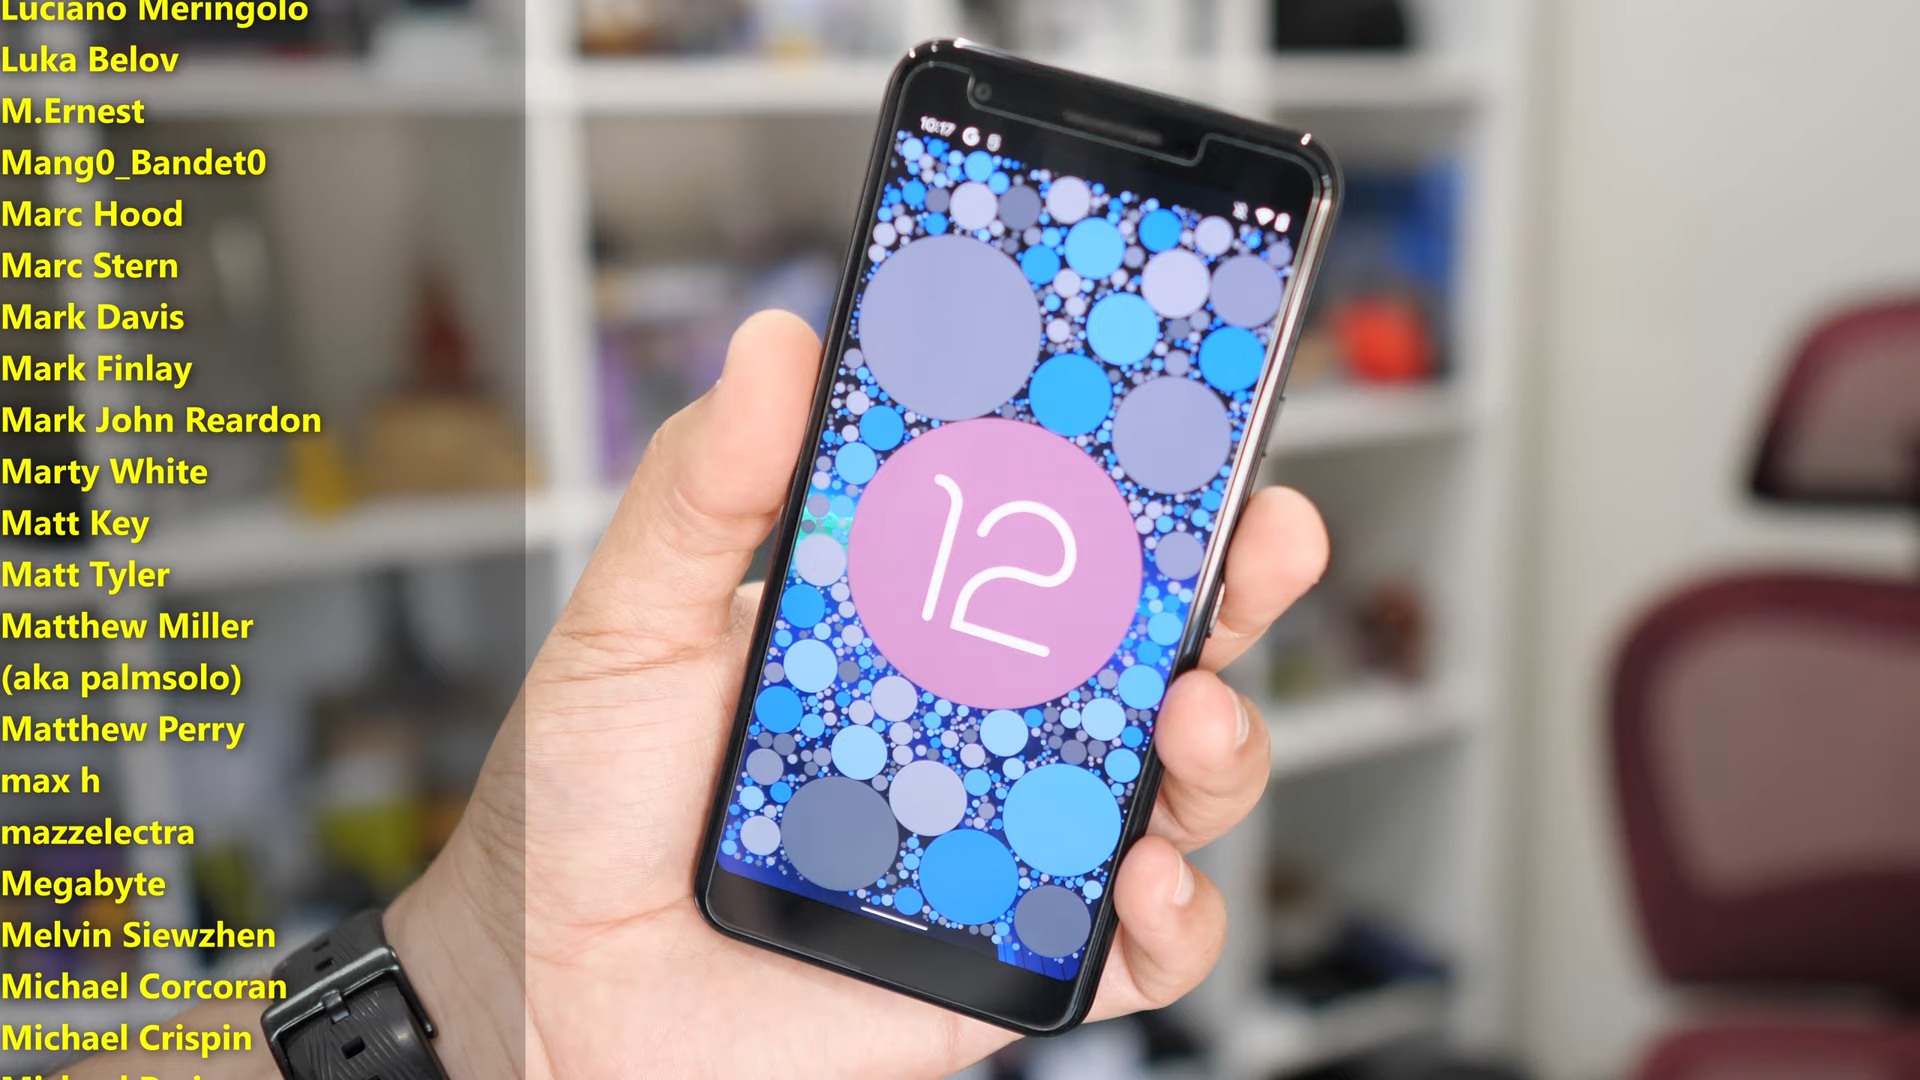 Luciano Meringolo
Luka Belov
M.Ernest
Mang0_Bandet0
Marc Hood
Marc Stern
Mark Davis
Mark Finlay
Mark John Reardon
Marty White
Matt Key
Matt Tyler
Matthew Miller
(aka palmsolo)
Matthew Perry
max h
mazzelectra
Megabyte
Melvin Siewzhen
Michael Corcoran
Michael Crispin
10:17 G
12